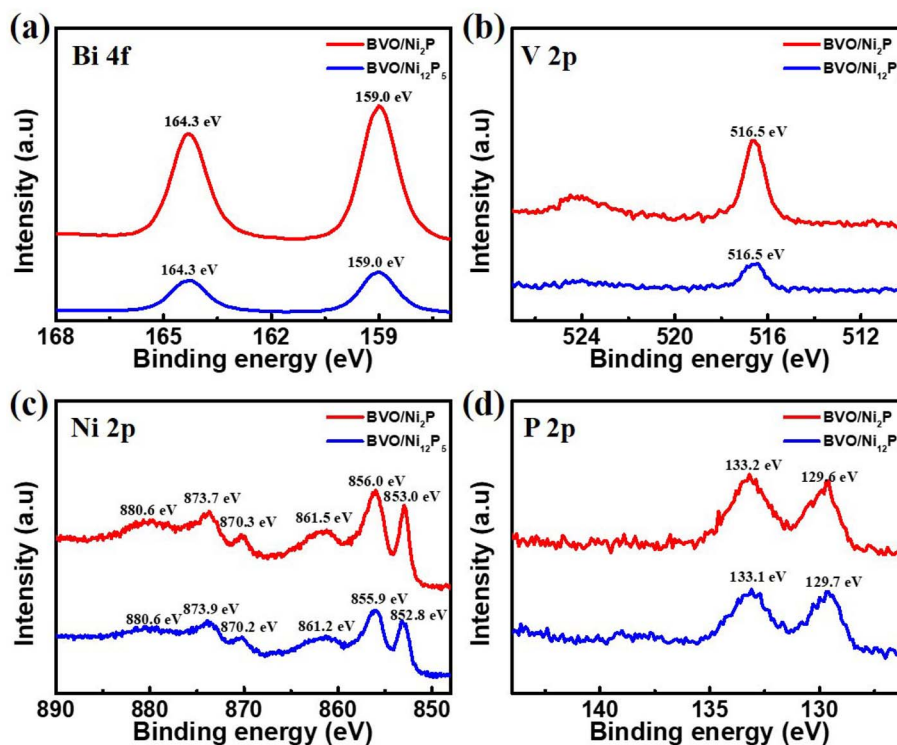 (a)
Bi 4f
BVO/Ni₂P
BVO/Ni₁₂P₅
164.3 eV
159.0 eV
164.3 eV
159.0 eV
Intensity (a.u)
168
165
162
159
Binding energy (eV)
(b)
V 2p
BVO/Ni₂P
BVO/Ni₁₂P₅
516.5 eV
516.5 eV
Intensity (a.u)
524
520
516
512
Binding energy (eV)
(c)
Ni 2p
BVO/Ni₂P
BVO/Ni₁₂P₅
880.6 eV
873.7 eV
870.3 eV
861.5 eV
856.0 eV
853.0 eV
880.6 eV
873.9 eV
870.2 eV
861.2 eV
855.9 eV
852.8 eV
Intensity (a.u)
890
880
870
860
850
Binding energy (eV)
(d)
P 2p
BVO/Ni₂P
BVO/Ni₁₂P₅
133.2 eV
129.6 eV
133.1 eV
129.7 eV
Intensity (a.u)
140
135
130
Binding energy (eV)